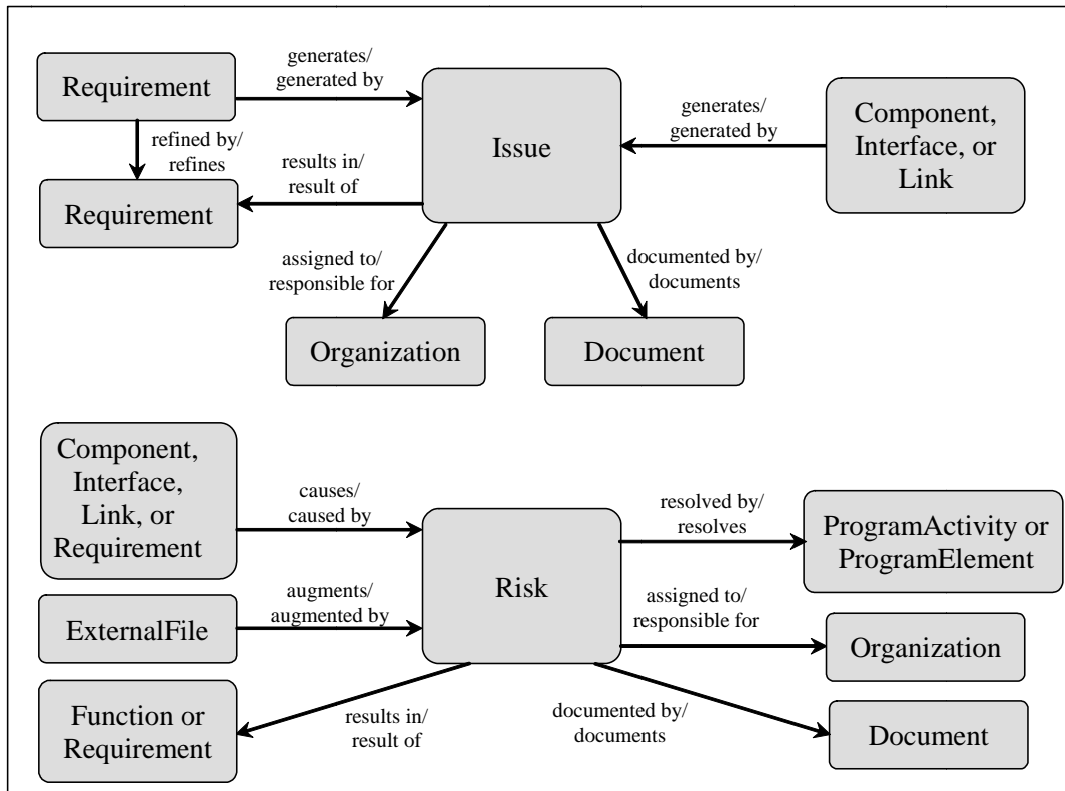 generates/
generated by
Requirement
Issue
generates/
generated by
Component,
Interface, or
Link
refined by/
refines
results in/
result of
Requirement
assigned to/
responsible for
documented by/
documents
Organization
Document
Component,
Interface,
Link, or
Requirement
causes/
caused by
Risk
resolved by/
resolves
ProgramActivity or
ProgramElement
ExternalFile
augments/
augmented by
assigned to/
responsible for
Organization
Function or
Requirement
results in/
result of
documented by/
documents
Document